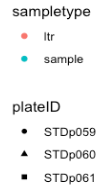 sampletype
ltr
sample
plateID
STDp059
STDp060
STDp061